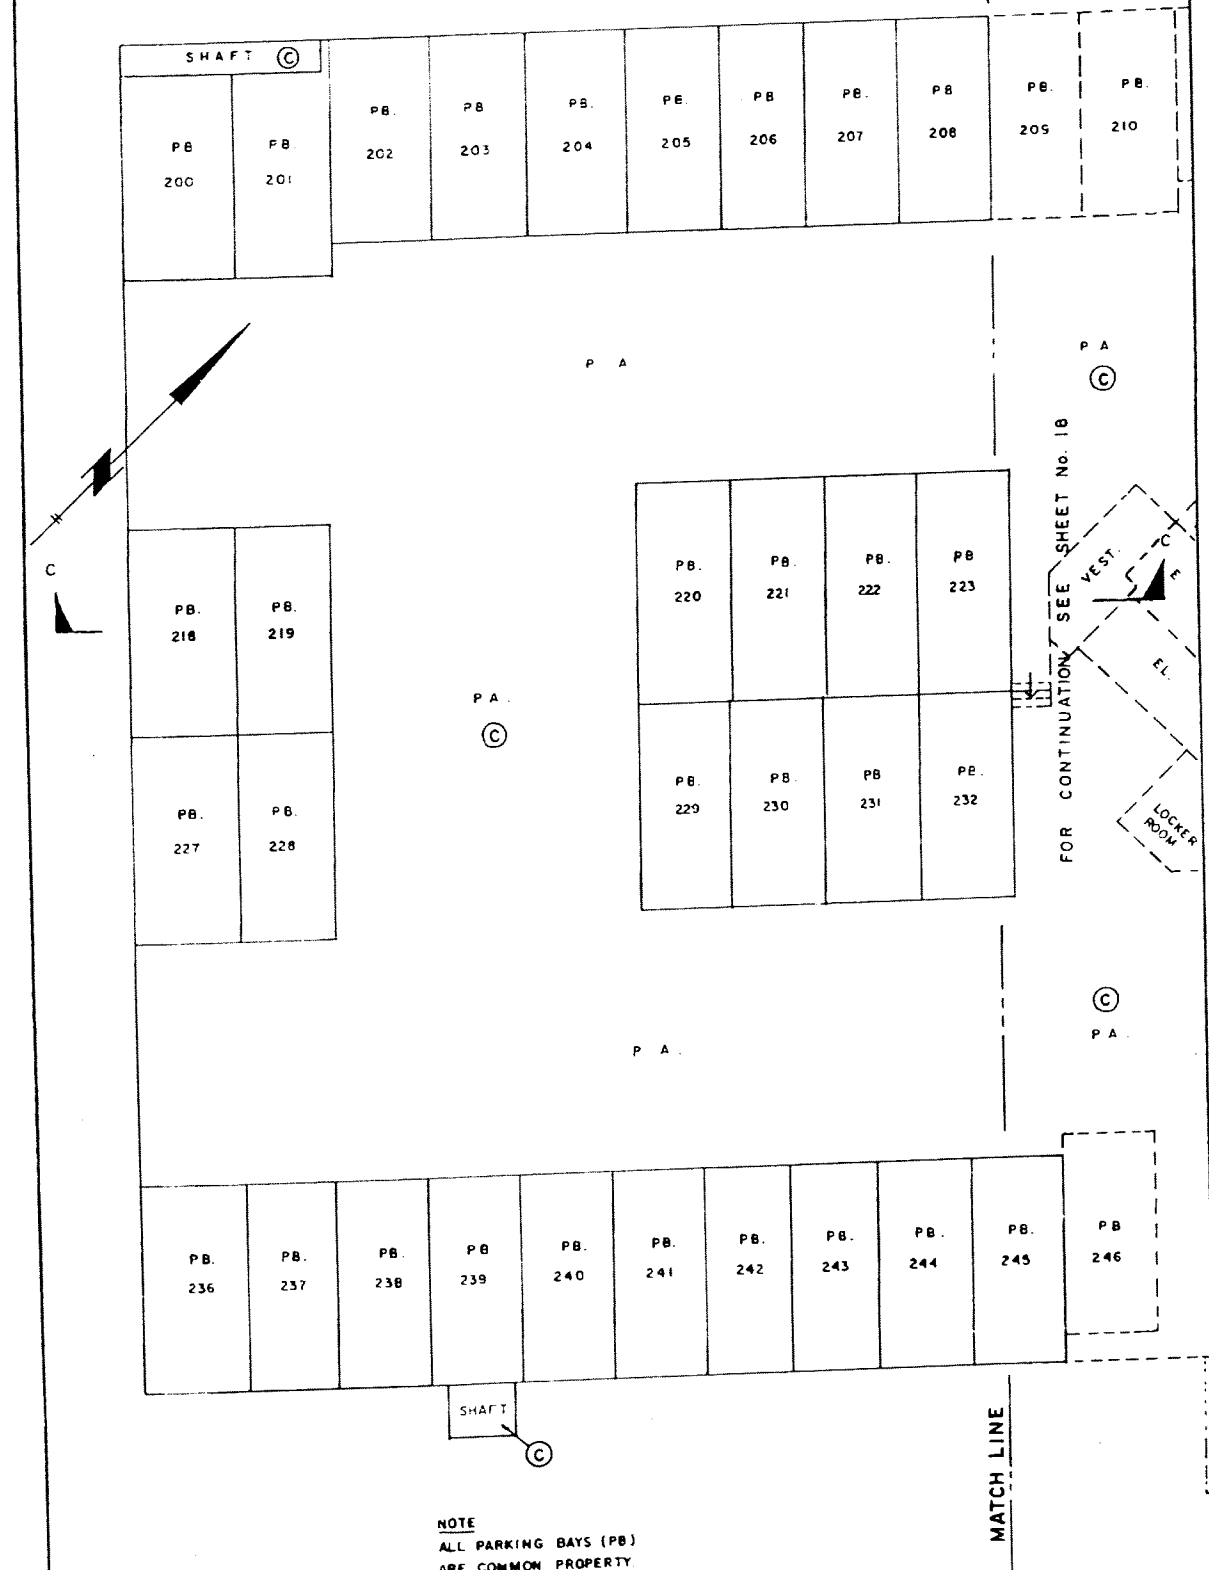 SHAFT C
PB 200
PB. 201
PB. 202
PB 203
PB. 204
PB. 205
PB 206
PB. 207
PB 208
PB. 209
PB. 210
P A
P A
C
C
PB. 218
PB. 219
PB. 220
PB. 221
PB. 222
PB 223
FOR CONTINUATION SEE SHEET No. 18
VEST.
C
E
EL.
P A.
C
PB. 227
PB. 228
PB. 229
PB. 230
PB 231
PB. 232
LOCKER
ROOM
C
P A.
P A.
PB. 236
PB. 237
PB. 238
PB 239
PB. 240
PB. 241
PB. 242
PB. 243
PB. 244
PB. 245
PB 246
SHAFT
C
MATCH LINE
NOTE
ALL PARKING BAYS (PB)
ARE COMMON PROPERTY.